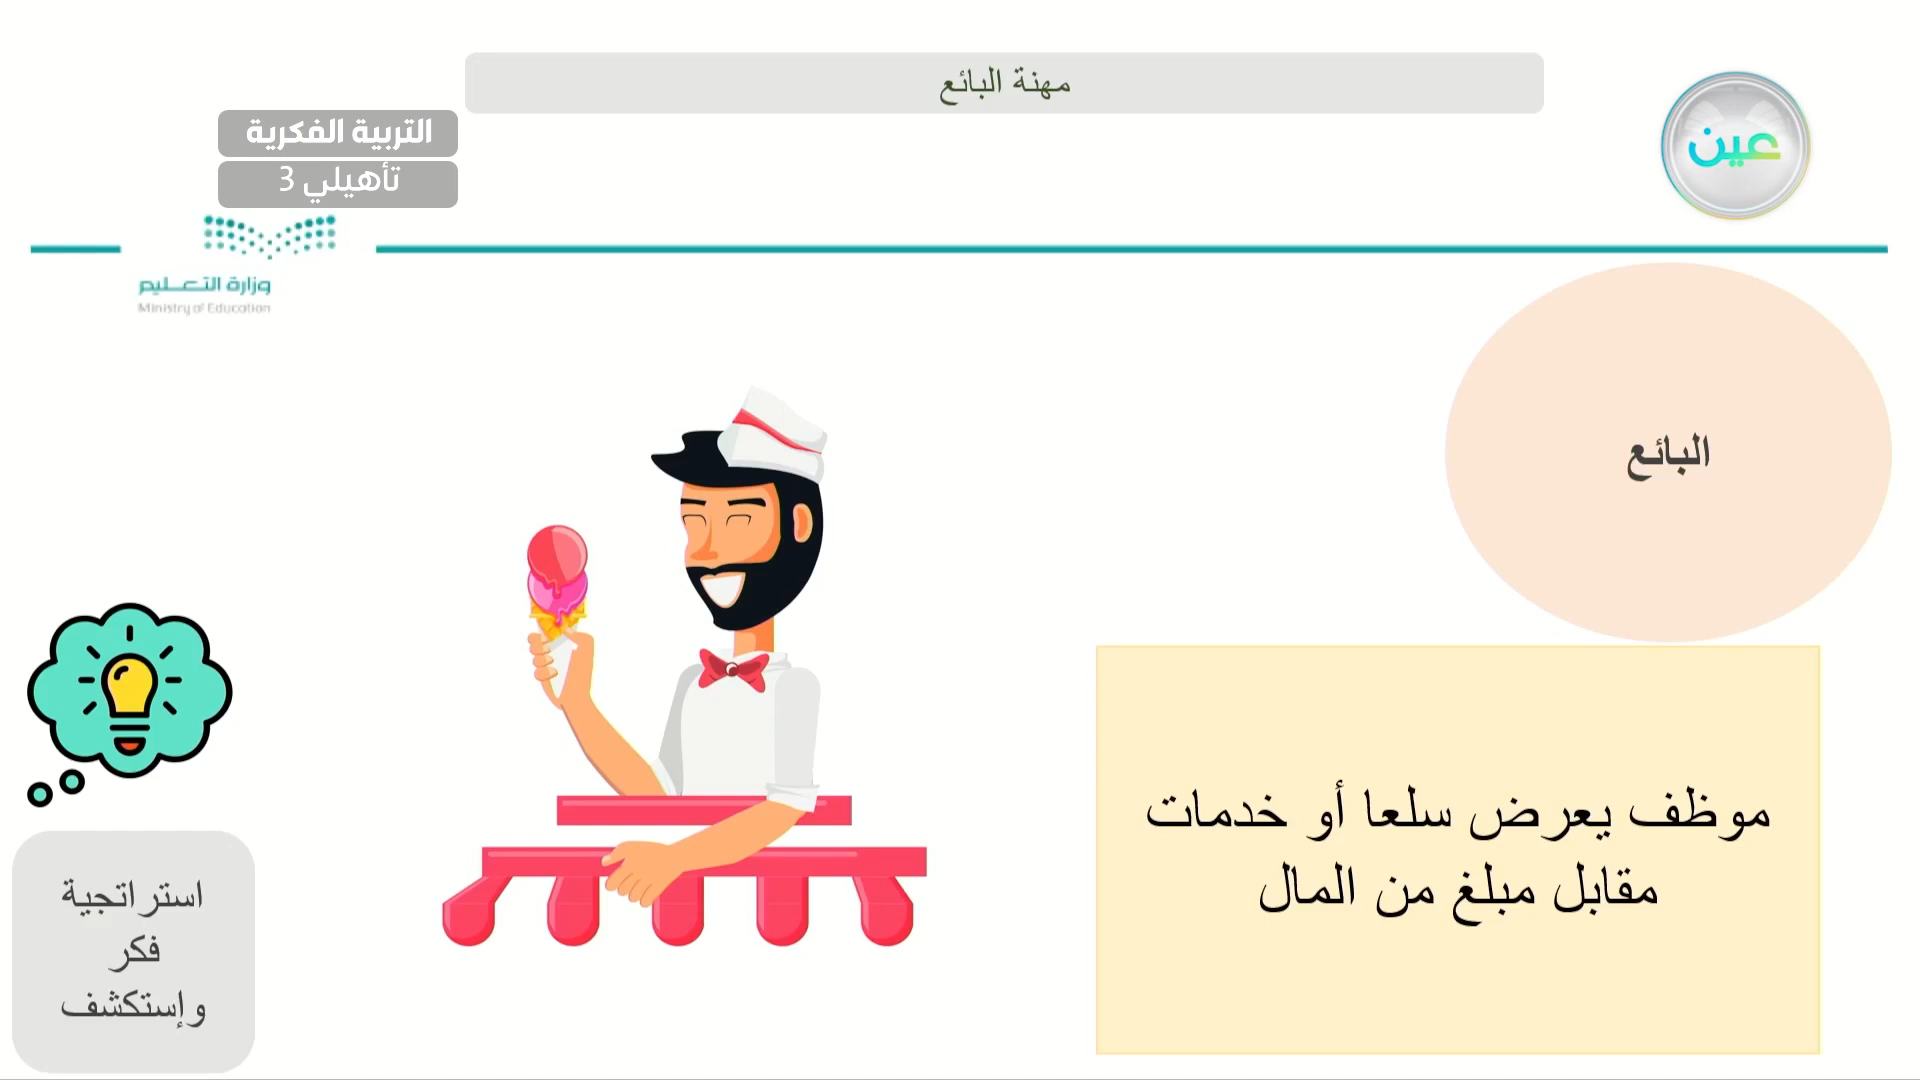 مهنة البائع
عين
التربية الفكرية
تأهيلي 3
وزارة التعليم
Ministry of Education
البائع
موظف يعرض سلعا أو خدمات
مقابل مبلغ من المال
استراتجية
فكر
وإستكشف